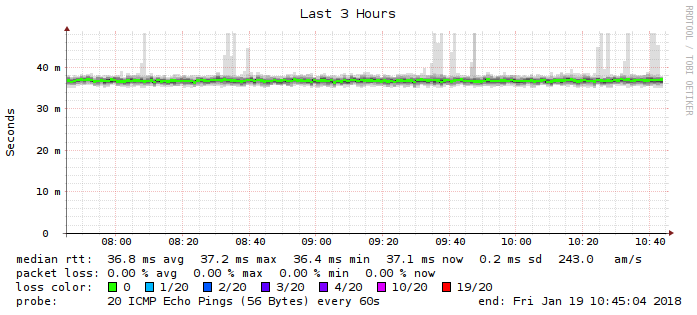 Last 3 Hours
RRDTOOL / TOBI OETIKER
Seconds
40 m
30 m
20 m
10 m
0
08:00 08:20 08:40 09:00 09:20 09:40 10:00 10:20 10:40
median rtt: 36.8 ms avg 37.2 ms max 36.4 ms min 37.1 ms now 0.2 ms sd 243.0 am/s
packet loss: 0.00 % avg 0.00 % max 0.00 % min 0.00 % now
loss color: 0 1/20 2/20 3/20 4/20 10/20 19/20
probe: 20 ICMP Echo Pings (56 Bytes) every 60s end: Fri Jan 19 10:45:04 2018